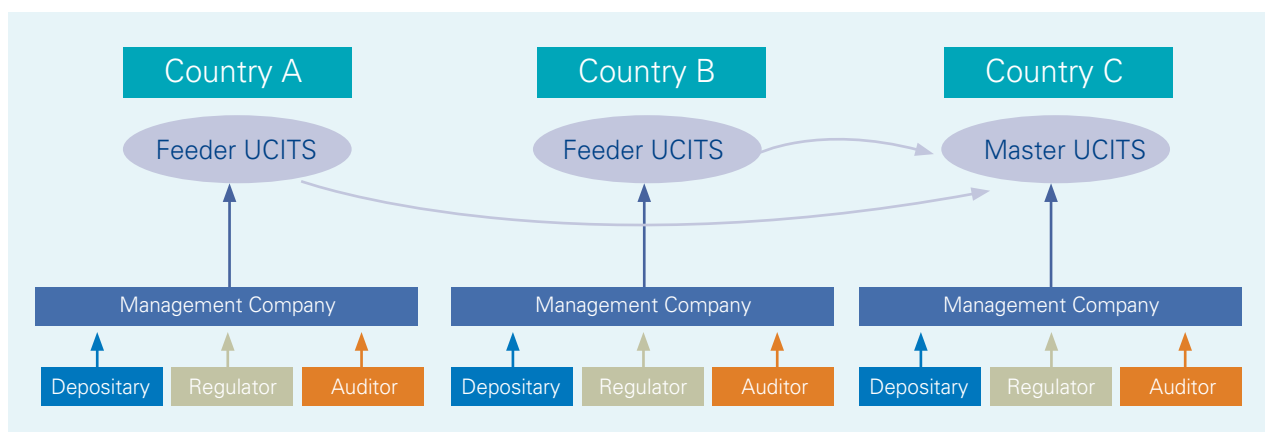 Country A
Country B
Country C
Feeder UCITS
Feeder UCITS
Master UCITS
Management Company
Management Company
Management Company
Depositary
Regulator
Auditor
Depositary
Regulator
Auditor
Depositary
Regulator
Auditor